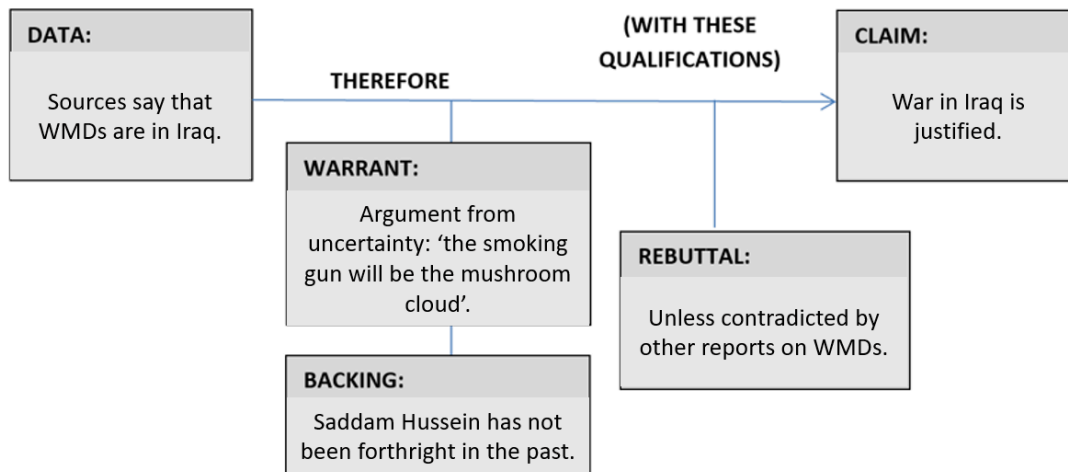 DATA:
Sources say that
WMDs are in Iraq.
THEREFORE
(WITH THESE
QUALIFICATIONS)
CLAIM:
War in Iraq is
justified.
WARRANT:
Argument from
uncertainty: ‘the smoking
gun will be the mushroom
cloud’.
REBUTTAL:
Unless contradicted by
other reports on WMDs.
BACKING:
Saddam Hussein has not
been forthright in the past.